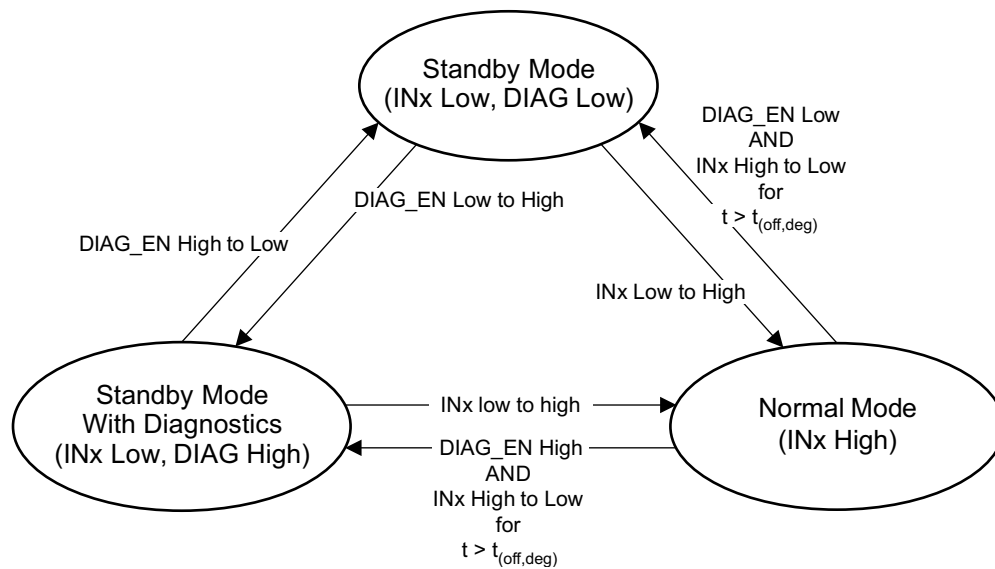 Standby Mode
(INx Low, DIAG Low)
DIAG_EN Low
AND
INx High to Low
for
t > t(off,deg)
DIAG_EN Low to High
DIAG_EN High to Low
INx Low to High
Standby Mode
With Diagnostics
(INx Low, DIAG High)
INx low to high
DIAG_EN High
AND
INx High to Low
for
t > t(off,deg)
Normal Mode
(INx High)